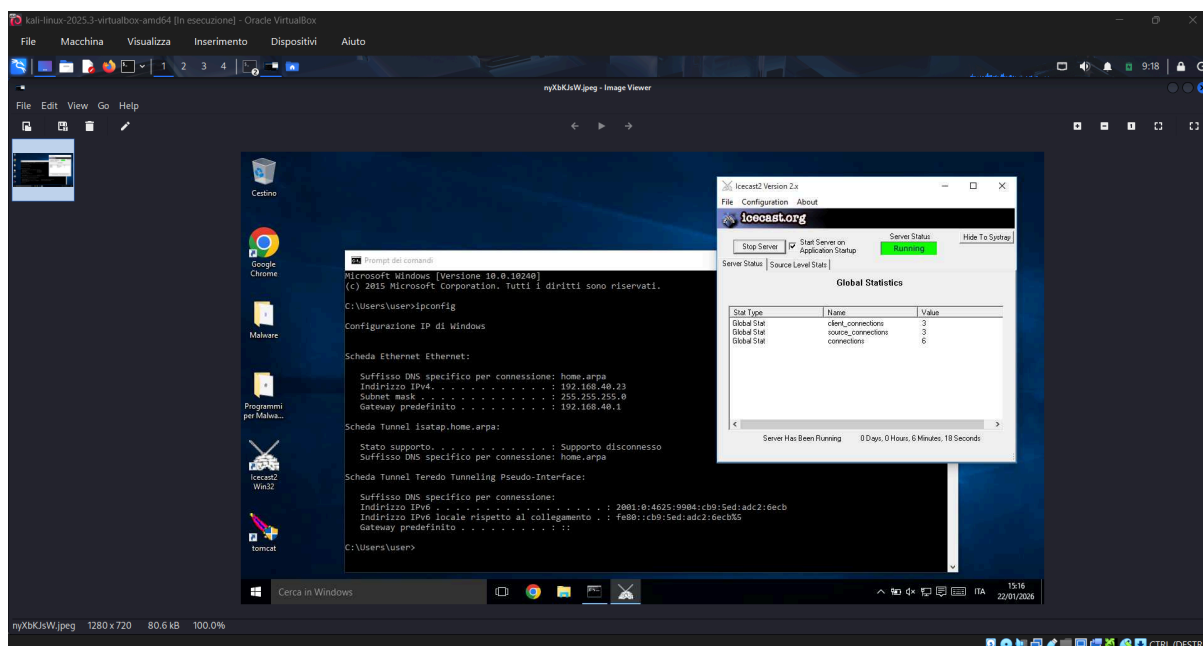 kali-linux-2025.3-virtualbox-amd64 [In esecuzione] - Oracle VirtualBox
File Macchina Visualizza Inserimento Dispositivi Aiuto
1 2 3 4
9:18
nyXbKJsW.jpeg - Image Viewer
File Edit View Go Help
Cestino
Google
Chrome
Malware
Programmi
per Malwa...
Icecast2
Win32
tomcat
Prompt dei comandi
Microsoft Windows [Versione 10.0.10240]
(c) 2015 Microsoft Corporation. Tutti i diritti sono riservati.
C:\Users\user>ipconfig
Configurazione IP di Windows
Scheda Ethernet Ethernet:
Suffisso DNS specifico per connessione: home.arpa
Indirizzo IPv4. . . . . . . . . . . . : 192.168.40.23
Subnet mask . . . . . . . . . . . . . : 255.255.255.0
Gateway predefinito . . . . . . . . . : 192.168.40.1
Scheda Tunnel isatap.home.arpa:
Stato supporto. . . . . . . . . . . . : Supporto disconnesso
Suffisso DNS specifico per connessione: home.arpa
Scheda Tunnel Teredo Tunneling Pseudo-Interface:
Suffisso DNS specifico per connessione:
Indirizzo IPv6 . . . . . . . . . . . . . . . . . : 2001:0:4625:9904:cb9:5ed:adc2:6ecb
Indirizzo IPv6 locale rispetto al collegamento . : fe80::cb9:5ed:adc2:6ecb%5
Gateway predefinito . . . . . . . . . : ::
C:\Users\user>
Icecast2 Version 2.x
File Configuration About
icecast.org
Stop Server
Start Server on
Application Startup
Server Status
Running
Hide To Systray
Server Status Source Level Stats
Global Statistics
Stat Type Name Value
Global Stat client_connections 3
Global Stat source_connections 3
Global Stat connections 6
Server Has Been Running 0 Days, 0 Hours, 6 Minutes, 18 Seconds
Cerca in Windows
ITA
15:16
22/01/2026
nyXbKJsW.jpeg 1280 x 720 80.6 kB 100.0%